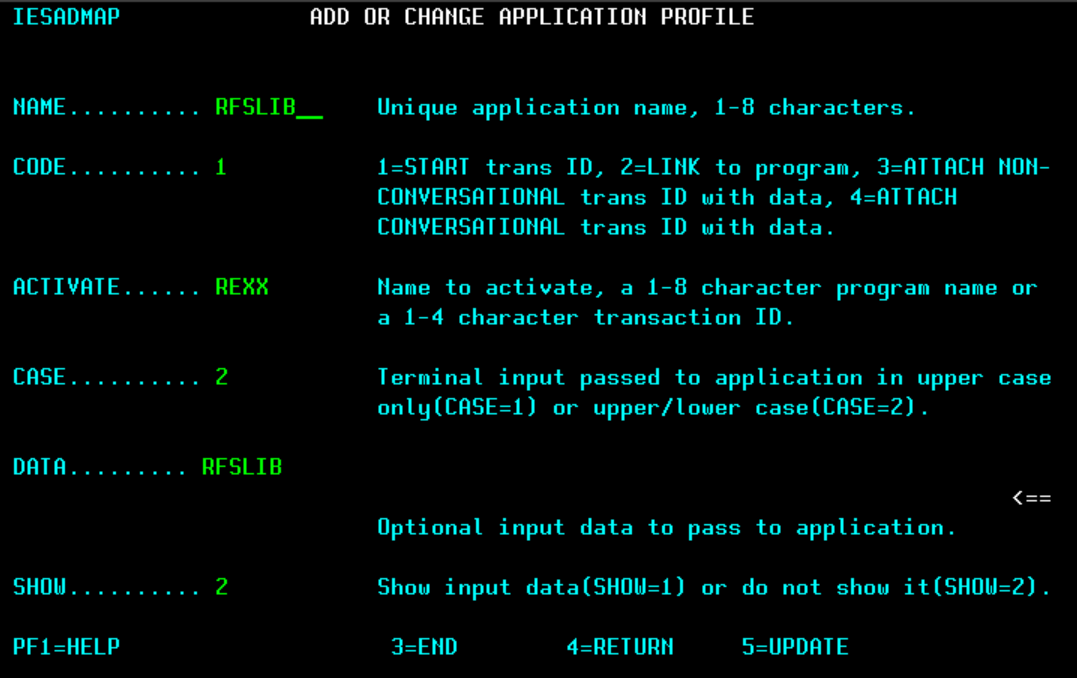 IESADMAP ADD OR CHANGE APPLICATION PROFILE
NAME.......... RFSLIB__ Unique application name, 1-8 characters.
CODE.......... 1 1=START trans ID, 2=LINK to program, 3=ATTACH NON-
CONVERSATIONAL trans ID with data, 4=ATTACH
CONVERSATIONAL trans ID with data.
ACTIVATE...... REXX Name to activate, a 1-8 character program name or
a 1-4 character transaction ID.
CASE.......... 2 Terminal input passed to application in upper case
only(CASE=1) or upper/lower case(CASE=2).
DATA......... RFSLIB
<==
Optional input data to pass to application.
SHOW.......... 2 Show input data(SHOW=1) or do not show it(SHOW=2).
PF1=HELP 3=END 4=RETURN 5=UPDATE